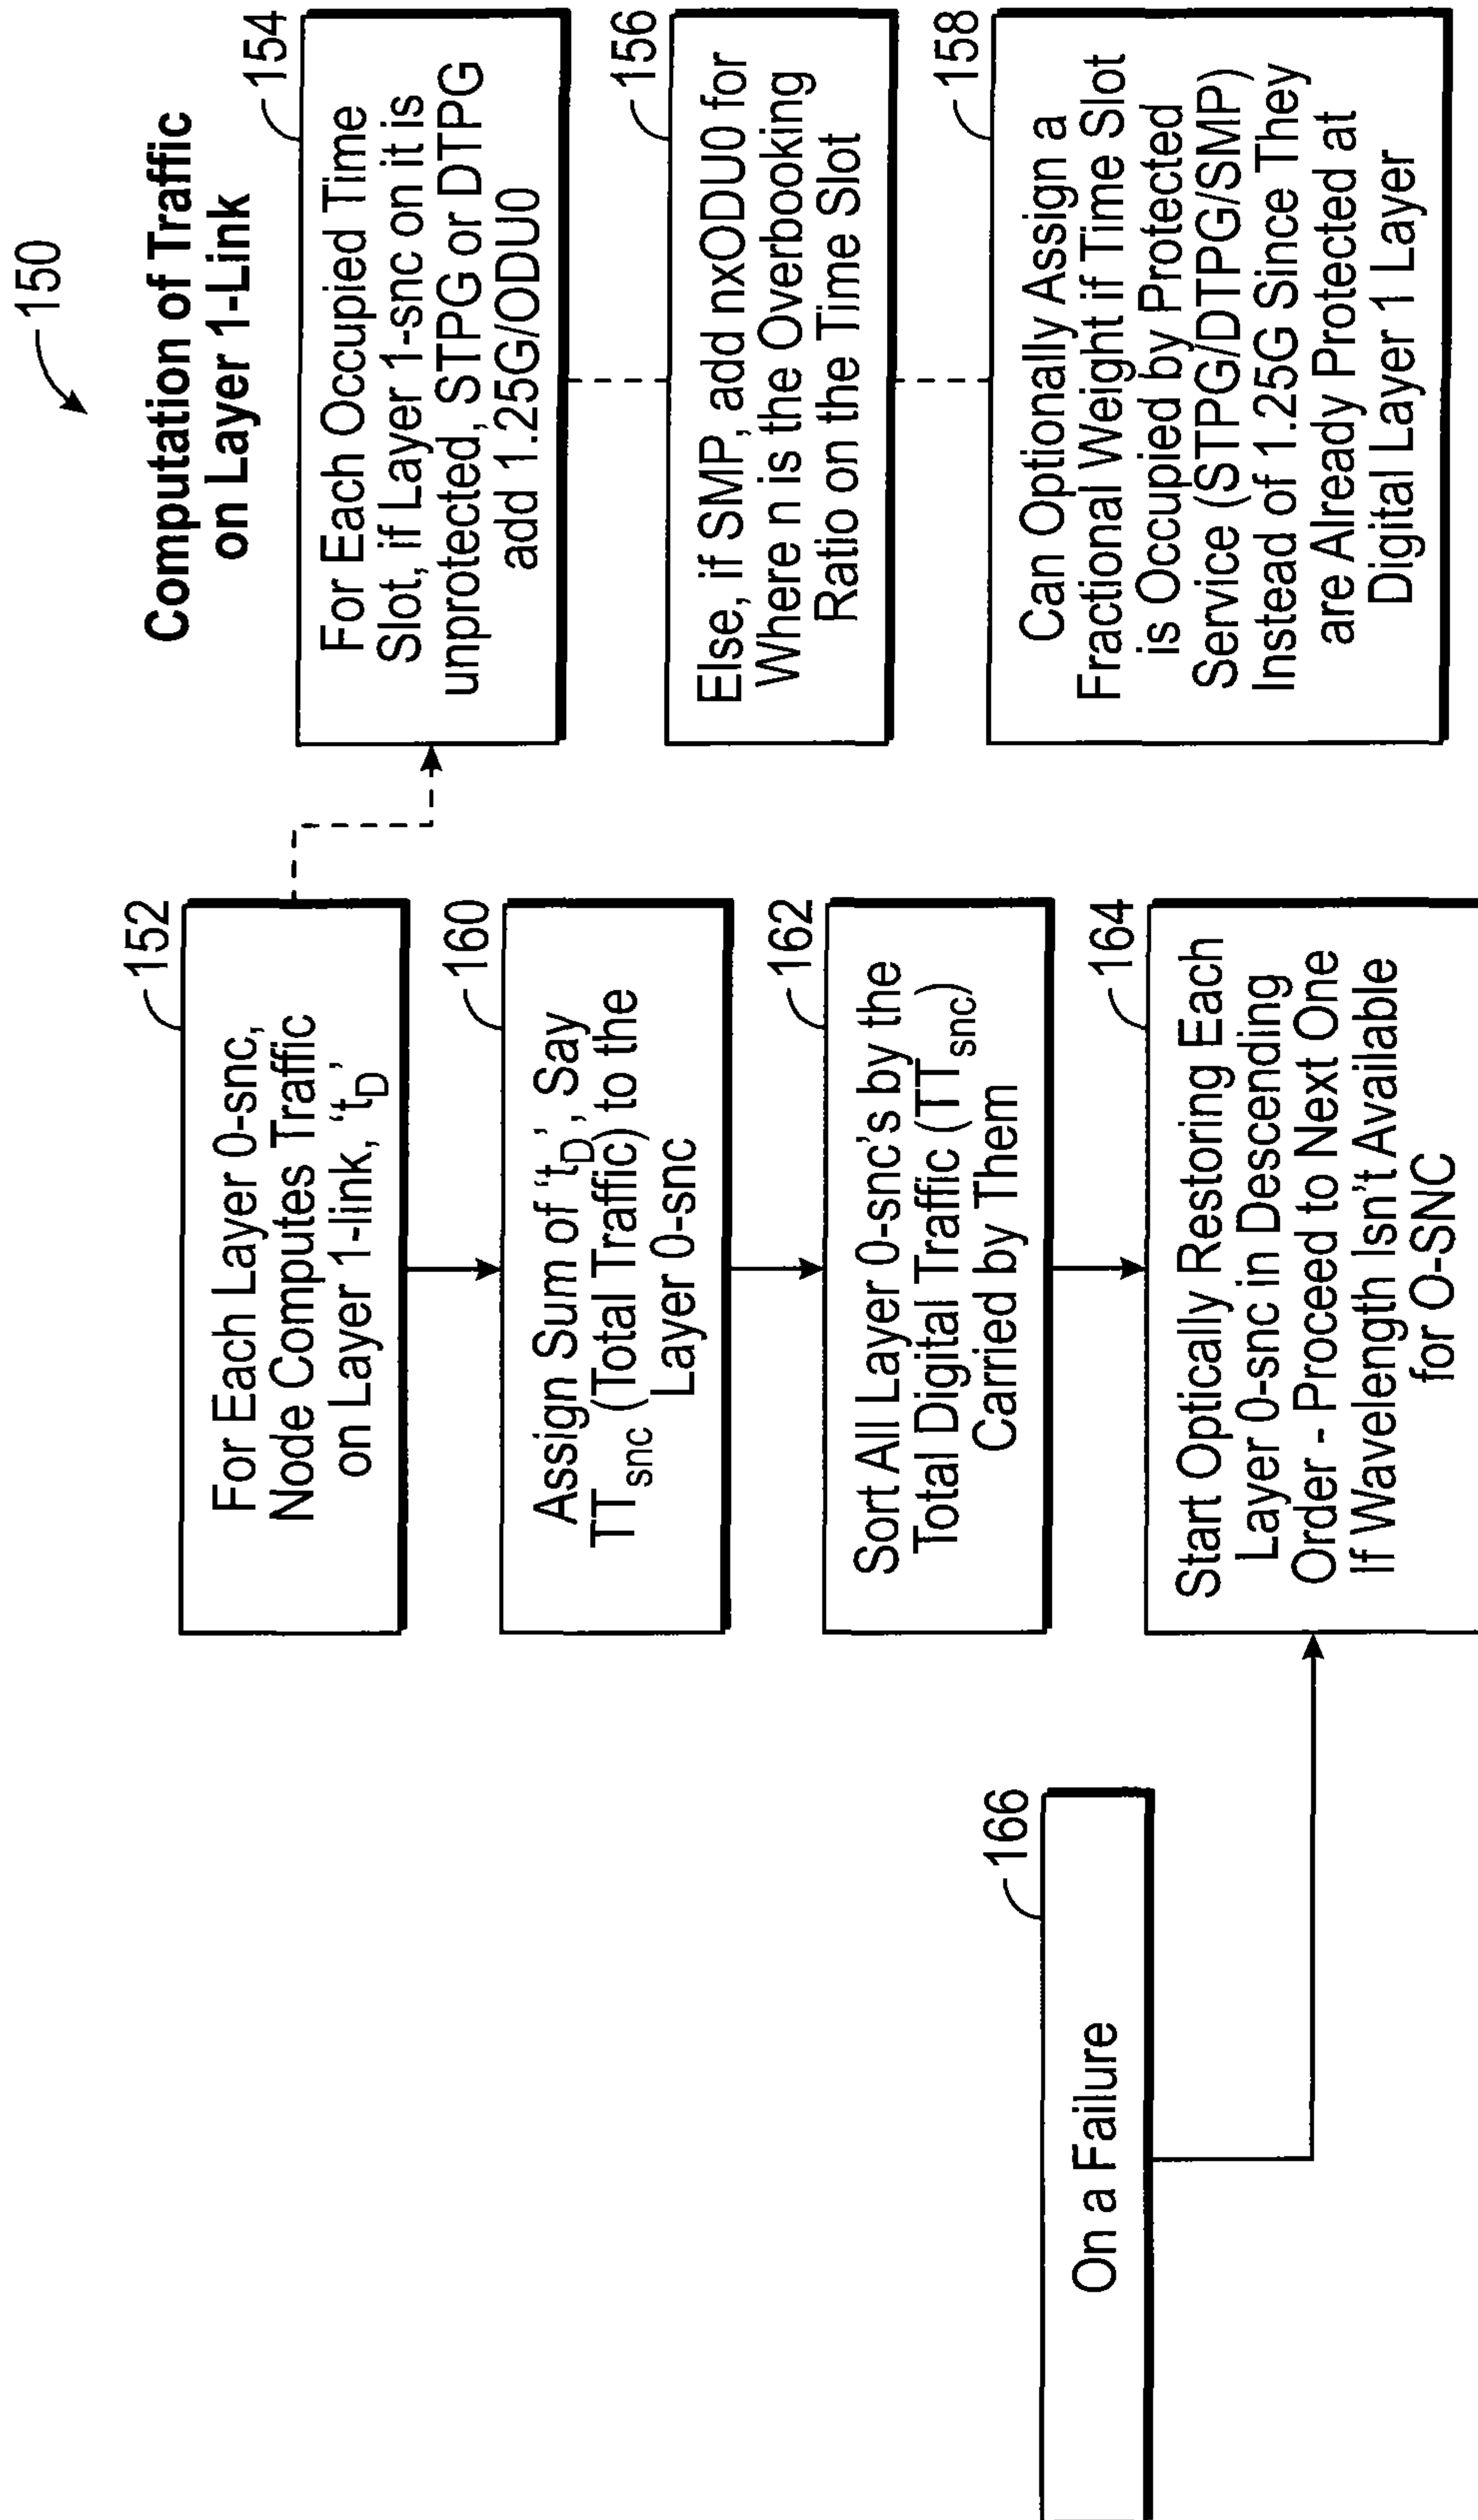 150
Computation of Traffic
on Layer 1-Link
152
For Each Layer 0-snc,
Node Computes Traffic
on Layer 1-link, ‘tD’
154
For Each Occupied Time
Slot, if Layer 1-snc on it is
unprotected, STPG or DTPG
add 1.25G/ODU0
156
Else, if SMP, add nxODU0 for
Where n is the Overbooking
Ratio on the Time Slot
158
Can Optionally Assign a
Fractional Weight if Time Slot
is Occupied by Protected
Service (STPG/DTPG/SMP)
Instead of 1.25G Since They
are Already Protected at
Digital Layer 1 Layer
160
Assign Sum of ‘tD’, Say
TTsnc (Total Traffic) to the
Layer 0-snc
162
Sort All Layer 0-snc’s by the
Total Digital Traffic (TTsnc)
Carried by Them
164
Start Optically Restoring Each
Layer 0-snc in Descending
Order - Proceed to Next One
If Wavelength Isn’t Available
for O-SNC
166
On a Failure